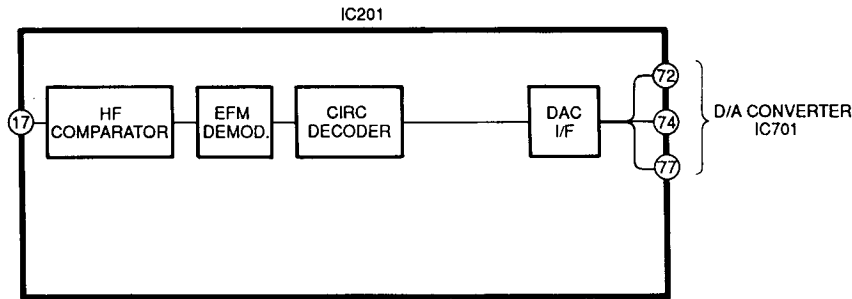 IC201
17
HF
COMPARATOR
EFM
DEMOD.
CIRC
DECODER
DAC
I/F
72
74
77
D/A CONVERTER
IC701